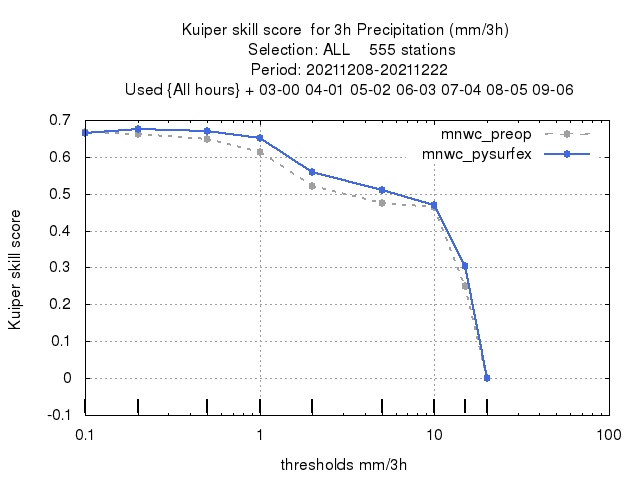 Kuiper skill score  for 3h Precipitation (mm/3h)
Selection: ALL    555 stations
Period: 20211208-20211222
Used {All hours} + 03-00 04-01 05-02 06-03 07-04 08-05 09-06
mnwc_preop
mnwc_pysurfex
Kuiper skill score
0.7
0.6
0.5
0.4
0.3
0.2
0.1
0
-0.1
0.1 1 10 100
thresholds mm/3h